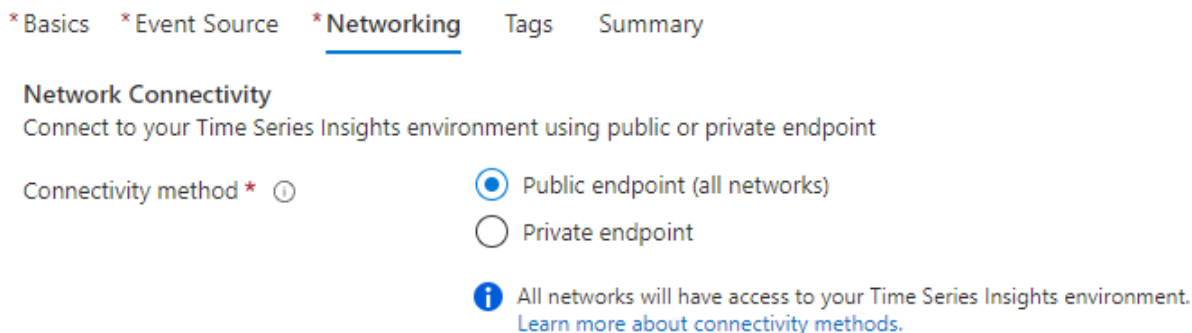 * Basics * Event Source * Networking Tags Summary
Network Connectivity
Connect to your Time Series Insights environment using public or private endpoint
Connectivity method *
Public endpoint (all networks)
Private endpoint
All networks will have access to your Time Series Insights environment.
Learn more about connectivity methods.